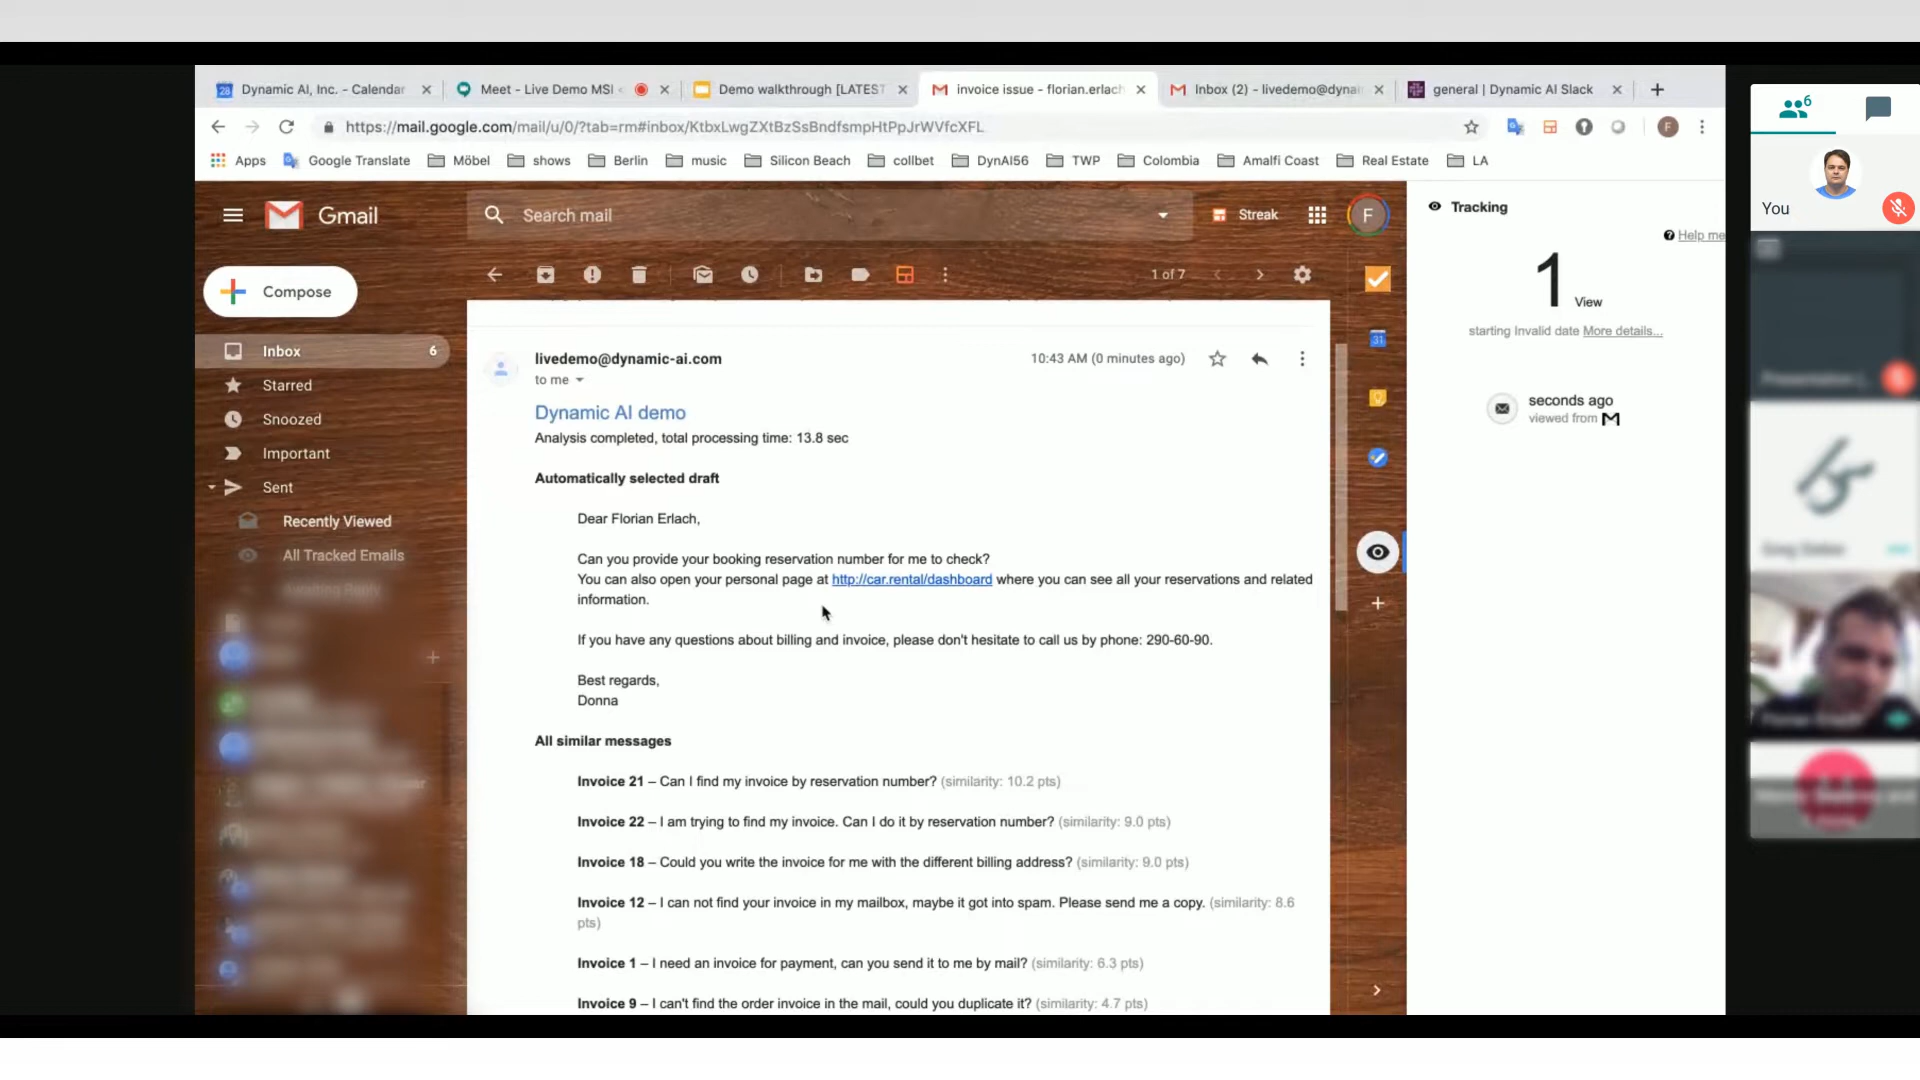 28 Dynamic AI, Inc. - Calendar
Meet - Live Demo MSI
Demo walkthrough [LATEST
invoice issue - florian.erlach
Inbox (2) - livedemo@dynam
general | Dynamic AI Slack
https://mail.google.com/mail/u/0/?tab=rm#inbox/KtbxLwgZXtBzSsBndfsmpHtPpJrWVfcXFL
F
Apps
Google Translate
Möbel
shows
Berlin
music
Silicon Beach
collbet
DynAI56
TWP
Colombia
Amalfi Coast
Real Estate
LA
6
You
Gmail
Search mail
Streak
F
Tracking
Help me
1 View
starting Invalid date More details...
seconds ago
viewed from
Compose
1 of 7
Inbox 6
Starred
Snoozed
Important
Sent
Recently Viewed
All Tracked Emails
Awaiting Reply
31
livedemo@dynamic-ai.com
10:43 AM (0 minutes ago)
to me
Dynamic AI demo
Analysis completed, total processing time: 13.8 sec
Automatically selected draft
Dear Florian Erlach,
Can you provide your booking reservation number for me to check?
You can also open your personal page at http://car.rental/dashboard where you can see all your reservations and related
information.
If you have any questions about billing and invoice, please don't hesitate to call us by phone: 290-60-90.
Best regards,
Donna
All similar messages
Invoice 21 – Can I find my invoice by reservation number? (similarity: 10.2 pts)
Invoice 22 – I am trying to find my invoice. Can I do it by reservation number? (similarity: 9.0 pts)
Invoice 18 – Could you write the invoice for me with the different billing address? (similarity: 9.0 pts)
Invoice 12 – I can not find your invoice in my mailbox, maybe it got into spam. Please send me a copy. (similarity: 8.6
pts)
Invoice 1 – I need an invoice for payment, can you send it to me by mail? (similarity: 6.3 pts)
Invoice 9 – I can't find the order invoice in the mail, could you duplicate it? (similarity: 4.7 pts)